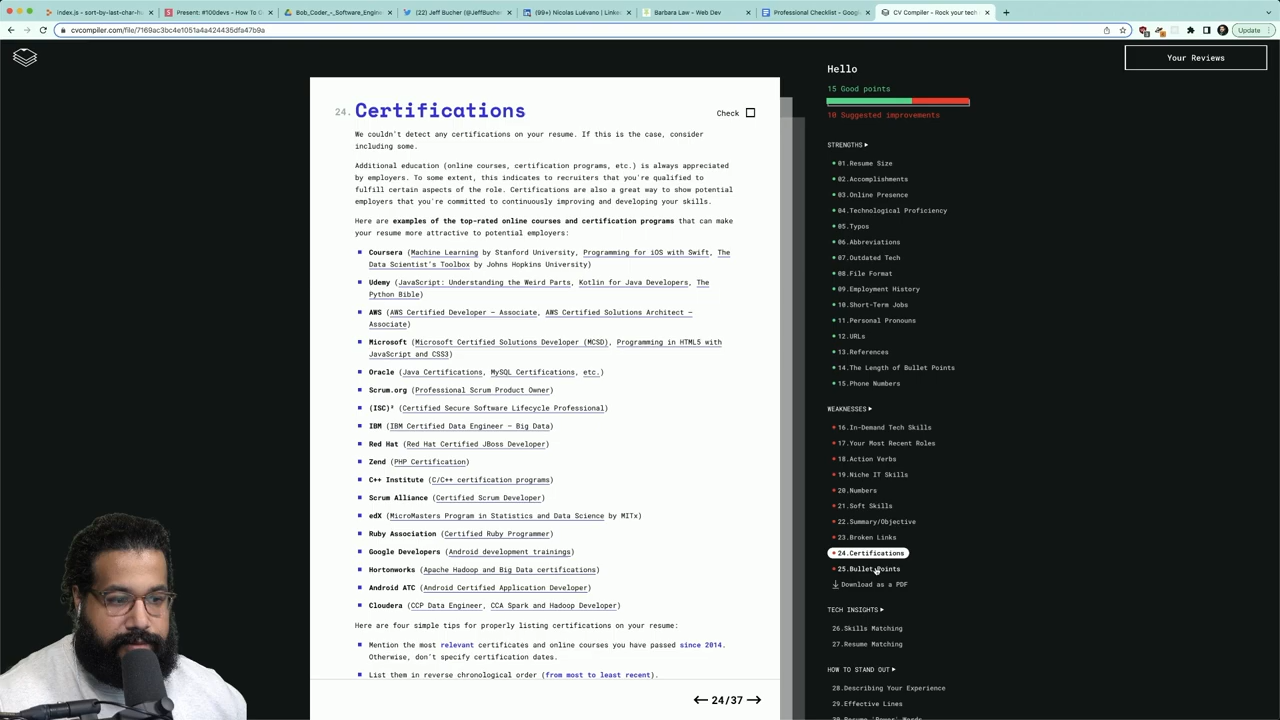 index.js - sort-by-last-char-h
Present: #100devs - How To G
Bob_Coder_-_Software_Engine
(22) Jeff Bucher (@JeffBucher
(99+) Nicolas Luévano | Linke
Barbara Law - Web Dev
Professional Checklist - Goog
CV Compiler - Rock your tech
cvcompiler.com/file/7169ac3bc4e1051a4a424435dfa47b9a
Update
Your Reviews
24. Certifications
Check
We couldn't detect any certifications on your resume. If this is the case, consider
including some.
Additional education (online courses, certification programs, etc.) is always appreciated
by employers. To some extent, this indicates to recruiters that you're qualified to
fulfill certain aspects of the role. Certifications are also a great way to show potential
employers that you're committed to continuously improving and developing your skills.
Here are examples of the top-rated online courses and certification programs that can make
your resume more attractive to potential employers:
Coursera (Machine Learning by Stanford University, Programming for iOS with Swift, The
Data Scientist's Toolbox by Johns Hopkins University)
Udemy (JavaScript: Understanding the Weird Parts, Kotlin for Java Developers, The
Python Bible)
AWS (AWS Certified Developer – Associate, AWS Certified Solutions Architect –
Associate)
Microsoft (Microsoft Certified Solutions Developer (MCSD), Programming in HTML5 with
JavaScript and CSS3)
Oracle (Java Certifications, MySQL Certifications, etc.)
Scrum.org (Professional Scrum Product Owner)
(ISC)² (Certified Secure Software Lifecycle Professional)
IBM (IBM Certified Data Engineer – Big Data)
Red Hat (Red Hat Certified JBoss Developer)
Zend (PHP Certification)
C++ Institute (C/C++ certification programs)
Scrum Alliance (Certified Scrum Developer)
edX (MicroMasters Program in Statistics and Data Science by MITx)
Ruby Association (Certified Ruby Programmer)
Google Developers (Android development trainings)
Hortonworks (Apache Hadoop and Big Data certifications)
Android ATC (Android Certified Application Developer)
Cloudera (CCP Data Engineer, CCA Spark and Hadoop Developer)
Here are four simple tips for properly listing certifications on your resume:
Mention the most relevant certificates and online courses you have passed since 2014.
Otherwise, don't specify certification dates.
List them in reverse chronological order (from most to least recent).
← 24/37 →
Hello
15 Good points
10 Suggested improvements
STRENGTHS
01.Resume Size
02.Accomplishments
03.Online Presence
04.Technological Proficiency
05.Typos
06.Abbreviations
07.Outdated Tech
08.File Format
09.Employment History
10.Short-Term Jobs
11.Personal Pronouns
12.URLs
13.References
14.The Length of Bullet Points
15.Phone Numbers
WEAKNESSES
16.In-Demand Tech Skills
17.Your Most Recent Roles
18.Action Verbs
19.Niche IT Skills
20.Numbers
21.Soft Skills
22.Summary/Objective
23.Broken Links
24.Certifications
25.Bullet Points
Download as a PDF
TECH INSIGHTS
26.Skills Matching
27.Resume Matching
HOW TO STAND OUT
28.Describing Your Experience
29.Effective Lines
30.Resume 'Power' Words